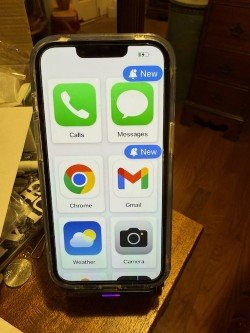 New
Calls Messages
New
Chrome Gmail
Weather Camera